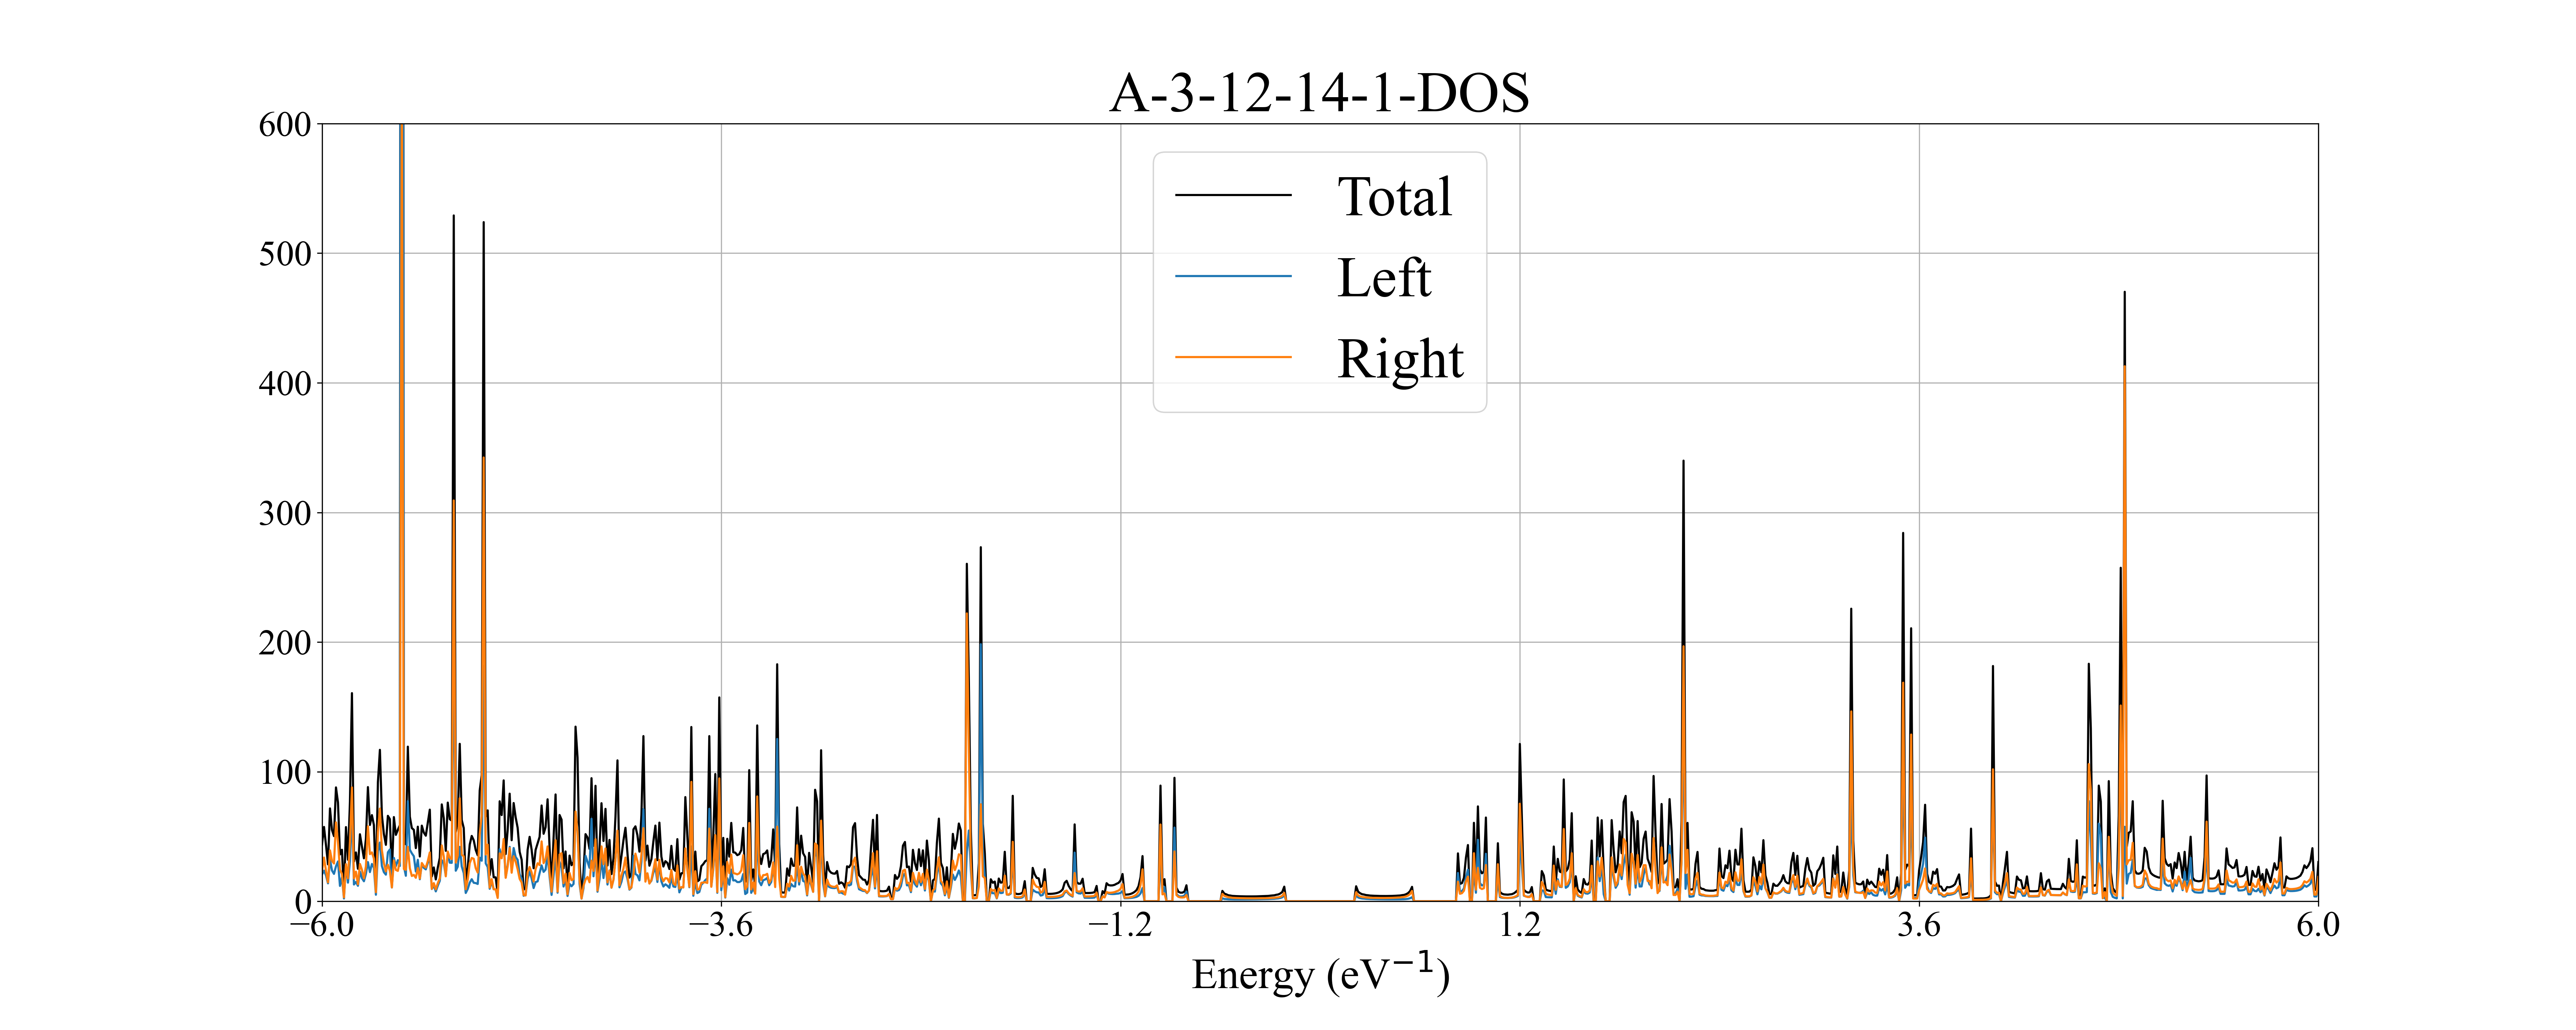 A-3-12-14-1-DOS
600
500
400
300
200
100
0
Total
Left
Right
−6.0
−3.6
−1.2
1.2
3.6
6.0
Energy (eV⁻¹)